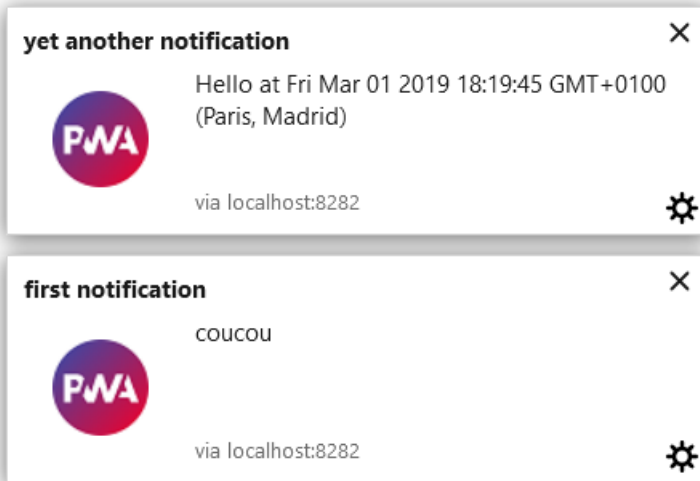 yet another notification
Hello at Fri Mar 01 2019 18:19:45 GMT+0100
(Paris, Madrid)
PWA
via localhost:8282
first notification
coucou
PWA
via localhost:8282